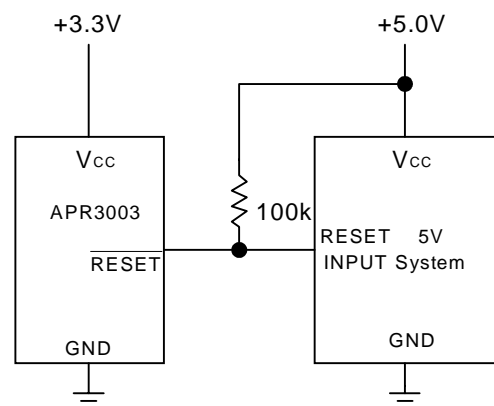 +3.3V
+5.0V
Vcc
Vcc
APR3003
100k
RESET
RESET 5V
INPUT System
GND
GND